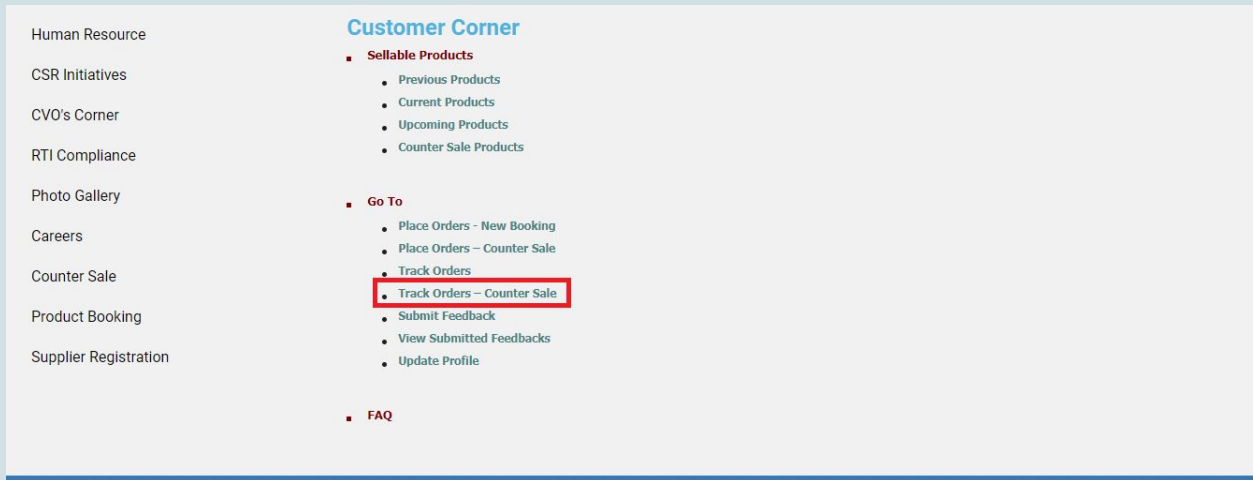 Human Resource
CSR Initiatives
CVO's Corner
RTI Compliance
Photo Gallery
Careers
Counter Sale
Product Booking
Supplier Registration
Customer Corner
Sellable Products
Previous Products
Current Products
Upcoming Products
Counter Sale Products
Go To
Place Orders - New Booking
Place Orders – Counter Sale
Track Orders
Track Orders – Counter Sale
Submit Feedback
View Submitted Feedbacks
Update Profile
FAQ